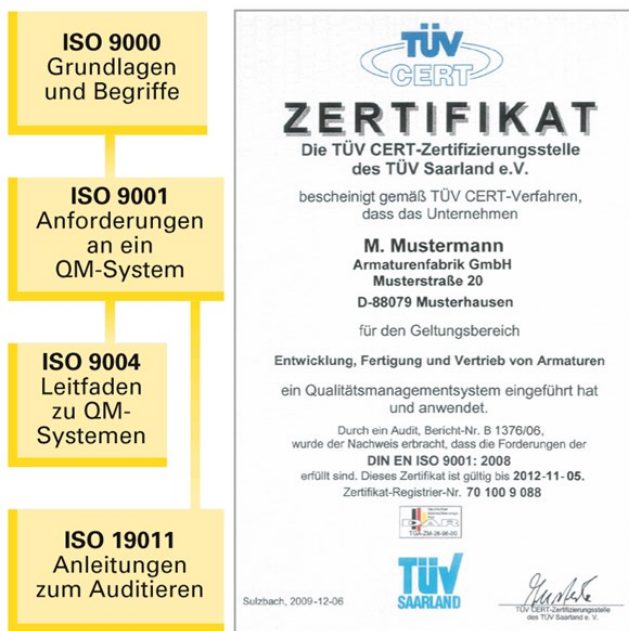 ISO 9000
Grundlagen
und Begriffe
ISO 9001
Anforderungen
an ein
QM-System
ISO 9004
Leitfaden
zu QM-
Systemen
ISO 19011
Anleitungen
zum Auditieren
TÜV
CERT
ZERTIFIKAT
Die TÜV CERT-Zertifizierungsstelle
des TÜV Saarland e.V.
bescheinigt gemäß TÜV CERT-Verfahren,
dass das Unternehmen
M. Mustermann
Armaturenfabrik GmbH
Musterstraße 20
D-88079 Musterhausen
für den Geltungsbereich
Entwicklung, Fertigung und Vertrieb von Armaturen
ein Qualitätsmanagementsystem eingeführt hat
und anwendet.
Durch ein Audit, Bericht-Nr. B 1376/06,
wurde der Nachweis erbracht, dass die Forderungen der
DIN EN ISO 9001: 2008
erfüllt sind. Dieses Zertifikat ist gültig bis 2012-11-05.
Zertifikat-Registrier-Nr. 70 100 9 088
TÜV
SAARLAND
Sulzbach, 2009-12-06
TÜV CERT-Zertifizierungsstelle
des TÜV Saarland e. V.